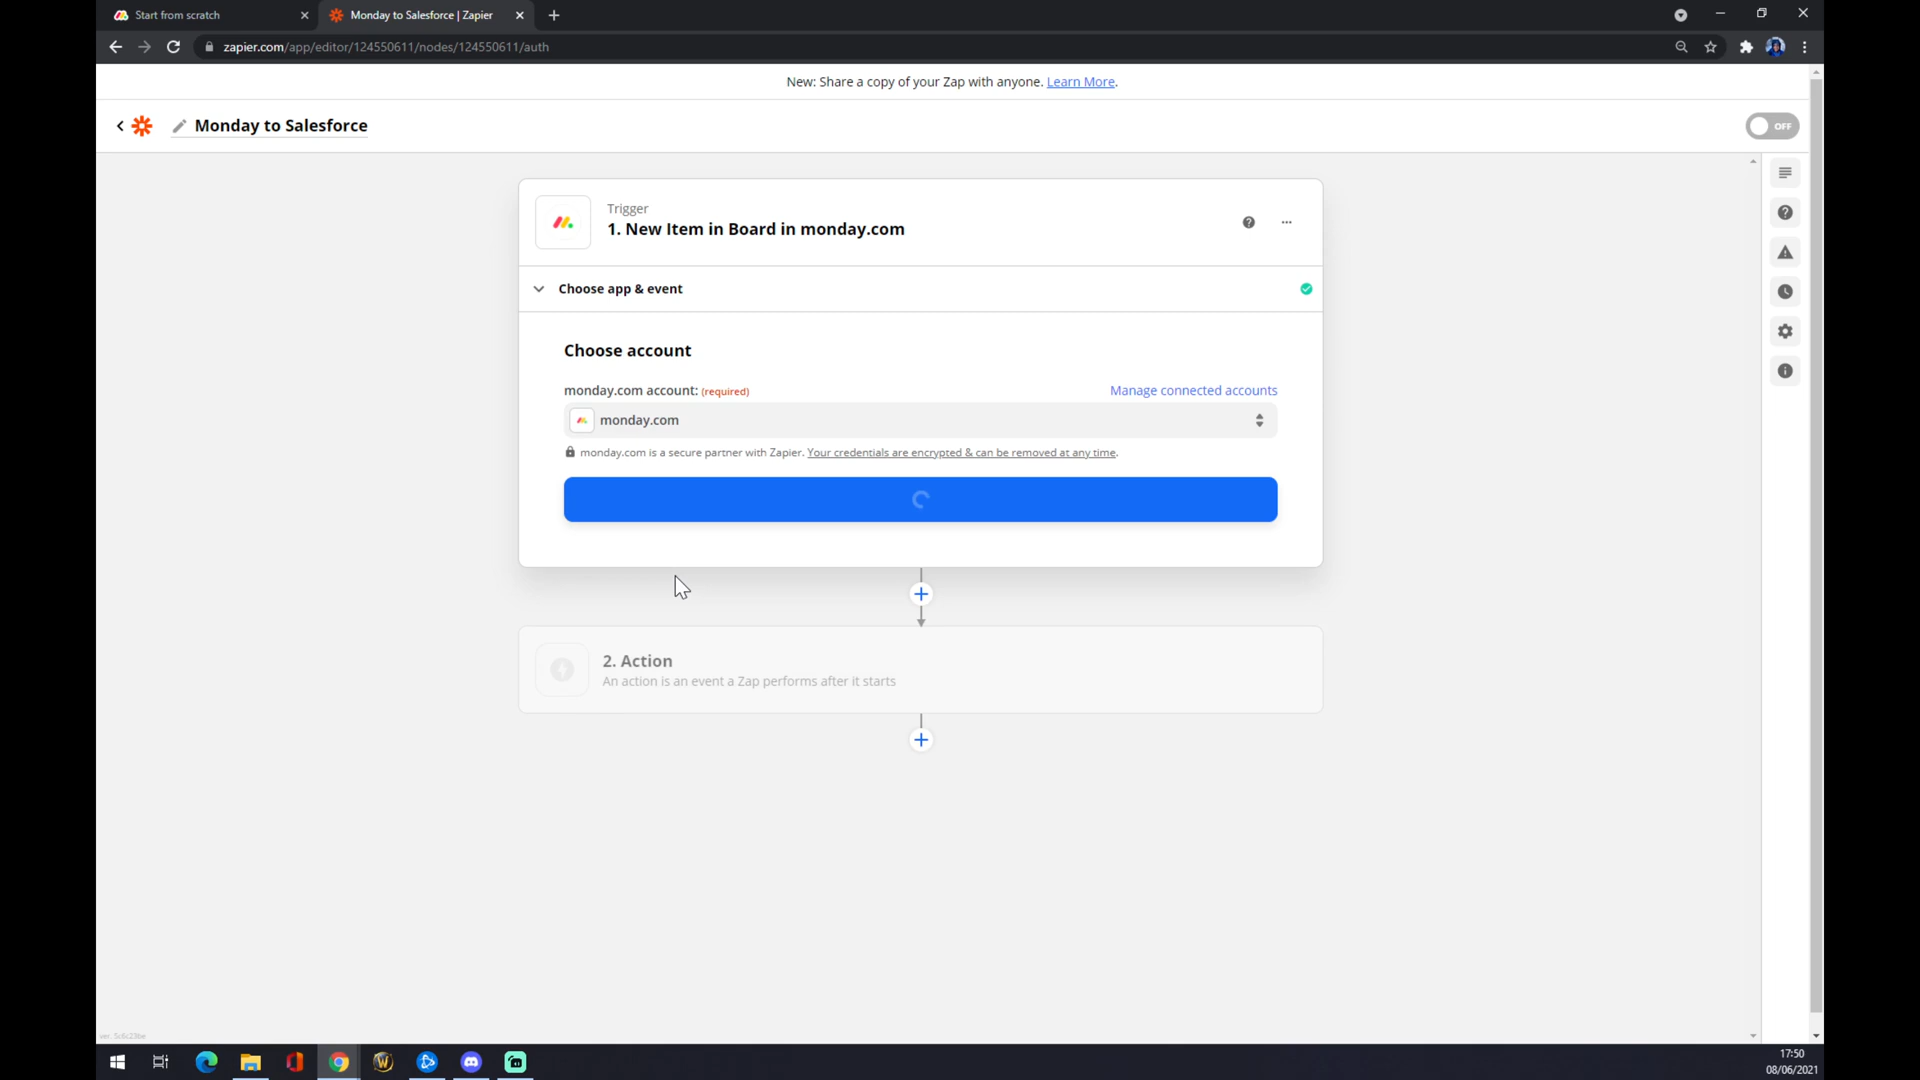 Start from scratch
Monday to Salesforce | Zapier
zapier.com/app/editor/124550611/nodes/124550611/auth
New: Share a copy of your Zap with anyone. Learn More.
Monday to Salesforce
OFF
Trigger
1. New Item in Board in monday.com
Choose app & event
Choose account
monday.com account: (required)
Manage connected accounts
monday.com
monday.com is a secure partner with Zapier. Your credentials are encrypted & can be removed at any time.
2. Action
An action is an event a Zap performs after it starts
17:50
08/06/2021